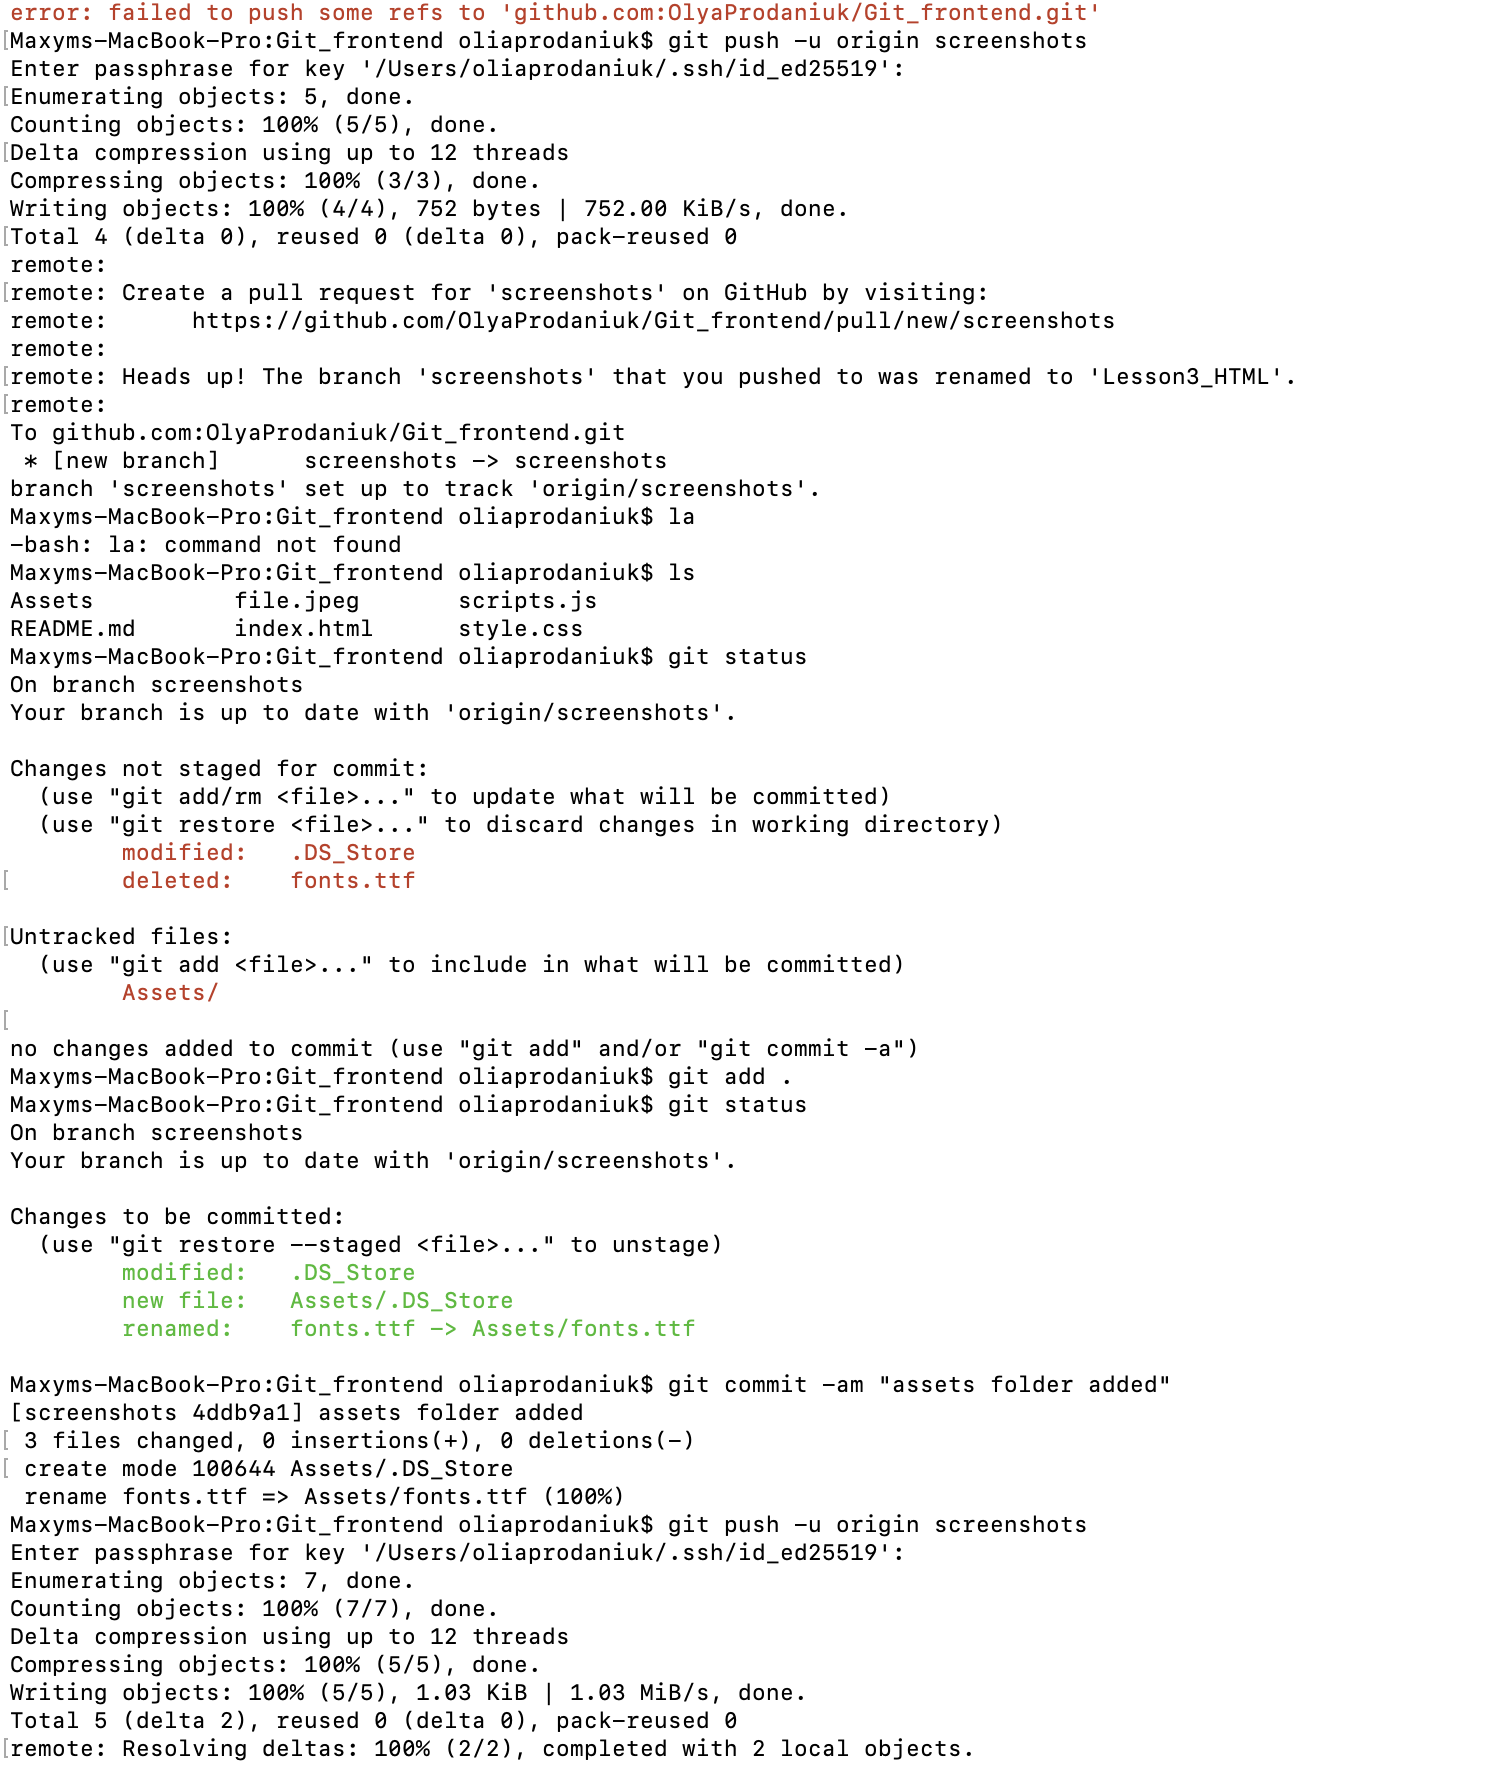 error: failed to push some refs to 'github.com:OlyaProdaniuk/Git_frontend.git'
[Maxyms-MacBook-Pro:Git_frontend oliaprodaniuk$ git push -u origin screenshots
Enter passphrase for key '/Users/oliaprodaniuk/.ssh/id_ed25519':
[Enumerating objects: 5, done.
Counting objects: 100% (5/5), done.
[Delta compression using up to 12 threads
Compressing objects: 100% (3/3), done.
Writing objects: 100% (4/4), 752 bytes | 752.00 KiB/s, done.
[Total 4 (delta 0), reused 0 (delta 0), pack-reused 0
remote:
[remote: Create a pull request for 'screenshots' on GitHub by visiting:
remote:      https://github.com/OlyaProdaniuk/Git_frontend/pull/new/screenshots
remote:
[remote: Heads up! The branch 'screenshots' that you pushed to was renamed to 'Lesson3_HTML'.
[remote:
To github.com:OlyaProdaniuk/Git_frontend.git
 * [new branch]      screenshots -> screenshots
branch 'screenshots' set up to track 'origin/screenshots'.
Maxyms-MacBook-Pro:Git_frontend oliaprodaniuk$ la
-bash: la: command not found
Maxyms-MacBook-Pro:Git_frontend oliaprodaniuk$ ls
Assets          file.jpeg       scripts.js
README.md       index.html      style.css
Maxyms-MacBook-Pro:Git_frontend oliaprodaniuk$ git status
On branch screenshots
Your branch is up to date with 'origin/screenshots'.

Changes not staged for commit:
  (use "git add/rm <file>..." to update what will be committed)
  (use "git restore <file>..." to discard changes in working directory)
        modified:   .DS_Store
[       deleted:    fonts.ttf

[Untracked files:
  (use "git add <file>..." to include in what will be committed)
        Assets/
[
no changes added to commit (use "git add" and/or "git commit -a")
Maxyms-MacBook-Pro:Git_frontend oliaprodaniuk$ git add .
Maxyms-MacBook-Pro:Git_frontend oliaprodaniuk$ git status
On branch screenshots
Your branch is up to date with 'origin/screenshots'.

Changes to be committed:
  (use "git restore --staged <file>..." to unstage)
        modified:   .DS_Store
        new file:   Assets/.DS_Store
        renamed:    fonts.ttf -> Assets/fonts.ttf

Maxyms-MacBook-Pro:Git_frontend oliaprodaniuk$ git commit -am "assets folder added"
[screenshots 4ddb9a1] assets folder added
[ 3 files changed, 0 insertions(+), 0 deletions(-)
[ create mode 100644 Assets/.DS_Store
 rename fonts.ttf => Assets/fonts.ttf (100%)
Maxyms-MacBook-Pro:Git_frontend oliaprodaniuk$ git push -u origin screenshots
Enter passphrase for key '/Users/oliaprodaniuk/.ssh/id_ed25519':
Enumerating objects: 7, done.
Counting objects: 100% (7/7), done.
Delta compression using up to 12 threads
Compressing objects: 100% (5/5), done.
Writing objects: 100% (5/5), 1.03 KiB | 1.03 MiB/s, done.
Total 5 (delta 2), reused 0 (delta 0), pack-reused 0
[remote: Resolving deltas: 100% (2/2), completed with 2 local objects.